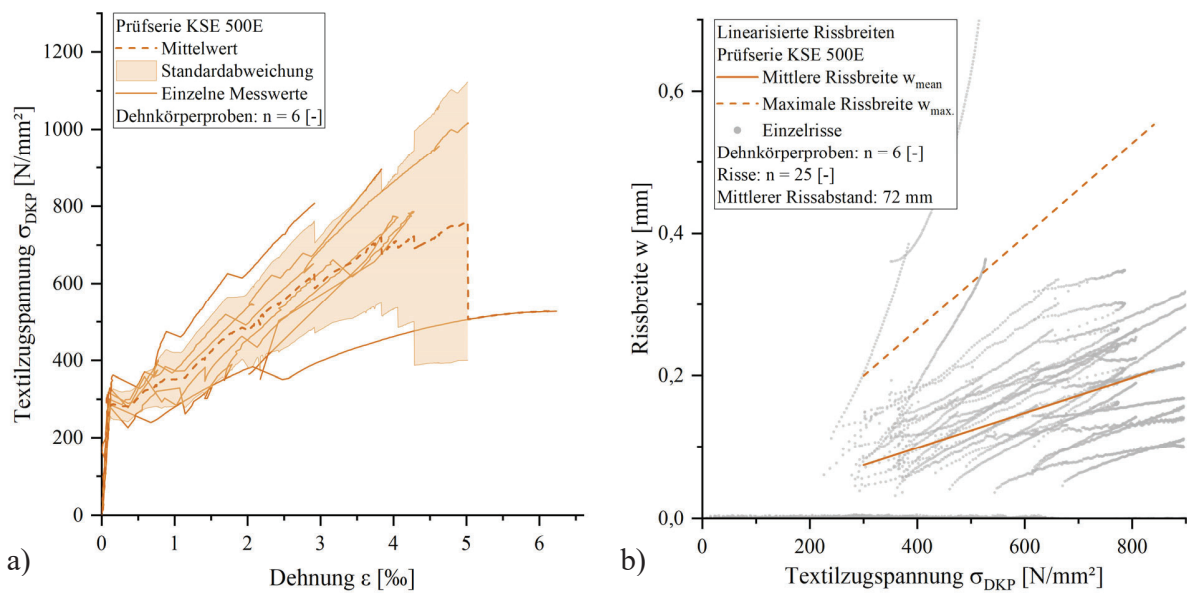 Prüfserie KSE 500E
Mittelwert
Standardabweichung
Einzelne Messwerte
Dehnkörperproben: n = 6 [-]
Textilzugspannung σDKP [N/mm²]
1200
1000
800
600
400
200
0
0 1 2 3 4 5 6
Dehnung ε [‰]
a)
Linearisierte Rissbreiten
Prüfserie KSE 500E
Mittlere Rissbreite wmean
Maximale Rissbreite wmax.
Einzelrisse
Dehnkörperproben: n = 6 [-]
Risse: n = 25 [-]
Mittlerer Rissabstand: 72 mm
Rissbreite w [mm]
0,6
0,4
0,2
0,0
0 200 400 600 800
Textilzugspannung σDKP [N/mm²]
b)